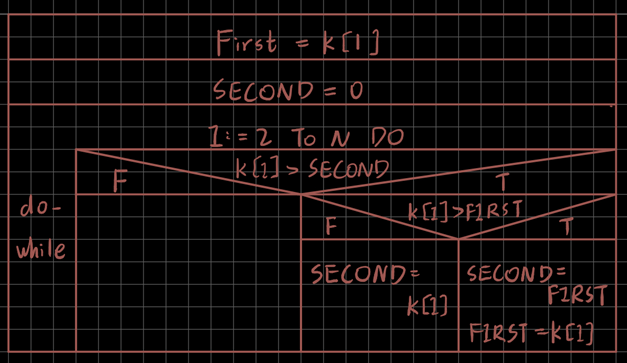 First = k[1]
SECOND = 0
I:=2 TO N DO
k[I] > SECOND
F
T
do-
while
k[I]>FIRST
F
T
SECOND=
k[I]
SECOND=
FIRST
FIRST=k[I]